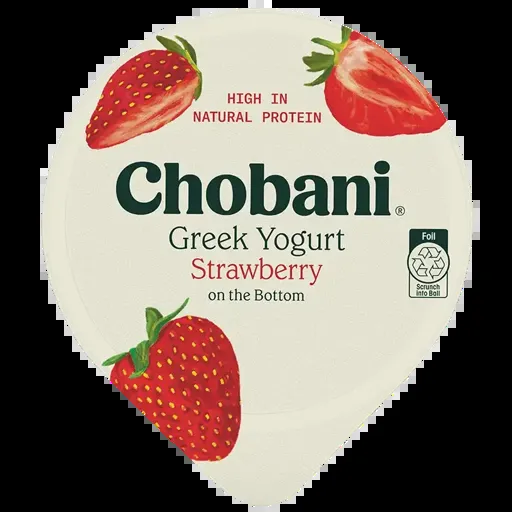 HIGH IN
NATURAL PROTEIN
Chobani®
Greek Yogurt
Strawberry
on the Bottom
Foil
Scrunch
into Ball